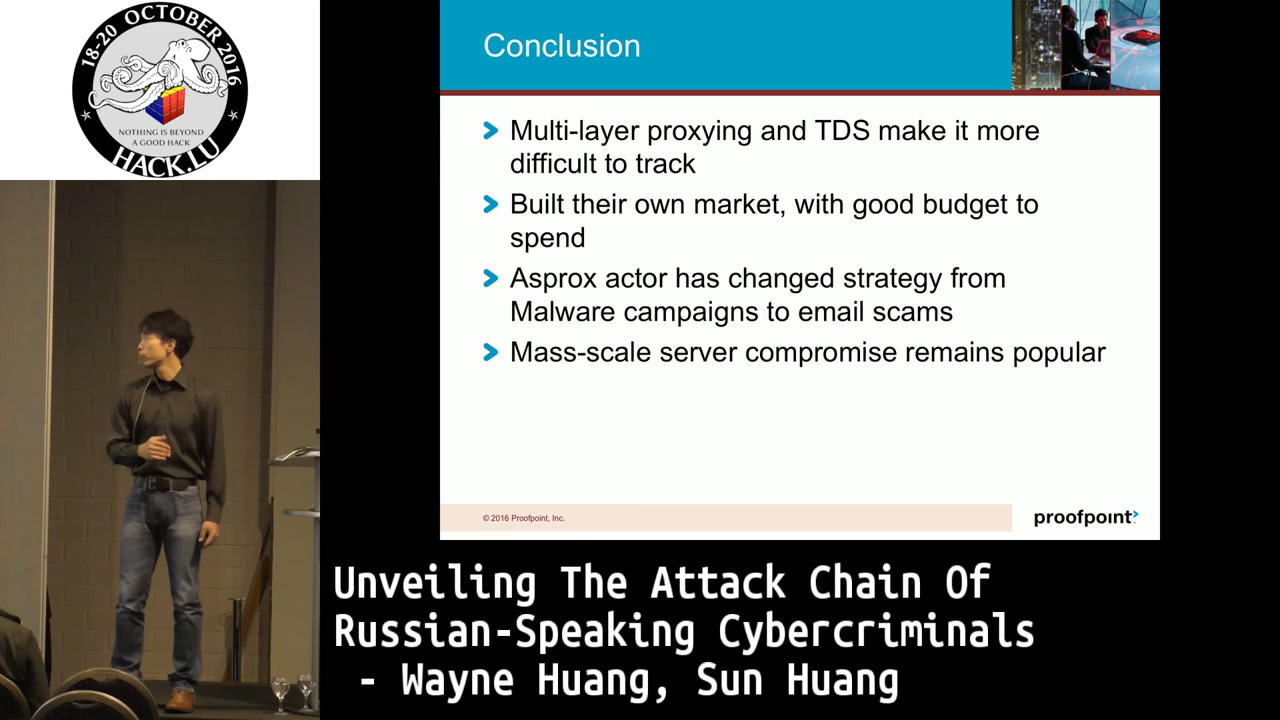 18-20 OCTOBER 2016
NOTHING IS BEYOND
A GOOD HACK
HACK.LU
Conclusion
Multi-layer proxying and TDS make it more
difficult to track
Built their own market, with good budget to
spend
Asprox actor has changed strategy from
Malware campaigns to email scams
Mass-scale server compromise remains popular
© 2016 Proofpoint, Inc.
proofpoint
Unveiling The Attack Chain Of
Russian-Speaking Cybercriminals
- Wayne Huang, Sun Huang